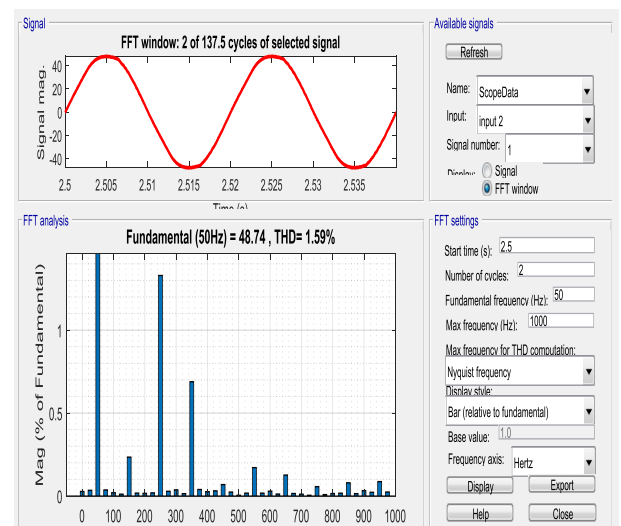 Signal
FFT window: 2 of 137.5 cycles of selected signal
Signal mag.
40
20
0
-20
-40
2.5 2.505 2.51 2.515 2.52 2.525 2.53 2.535
Time (s)
FFT analysis
Fundamental (50Hz) = 48.74 , THD= 1.59%
Mag (% of Fundamental)
1
0.5
0
0 100 200 300 400 500 600 700 800 900 1000
Available signals
Refresh
Name: ScopeData
Input: input 2
Signal number: 1
Display: Signal
FFT window
FFT settings
Start time (s): 2.5
Number of cycles: 2
Fundamental frequency (Hz): 50
Max frequency (Hz): 1000
Max frequency for THD computation:
Nyquist frequency
Display style:
Bar (relative to fundamental)
Base value: 1.0
Frequency axis: Hertz
Display Export
Help Close